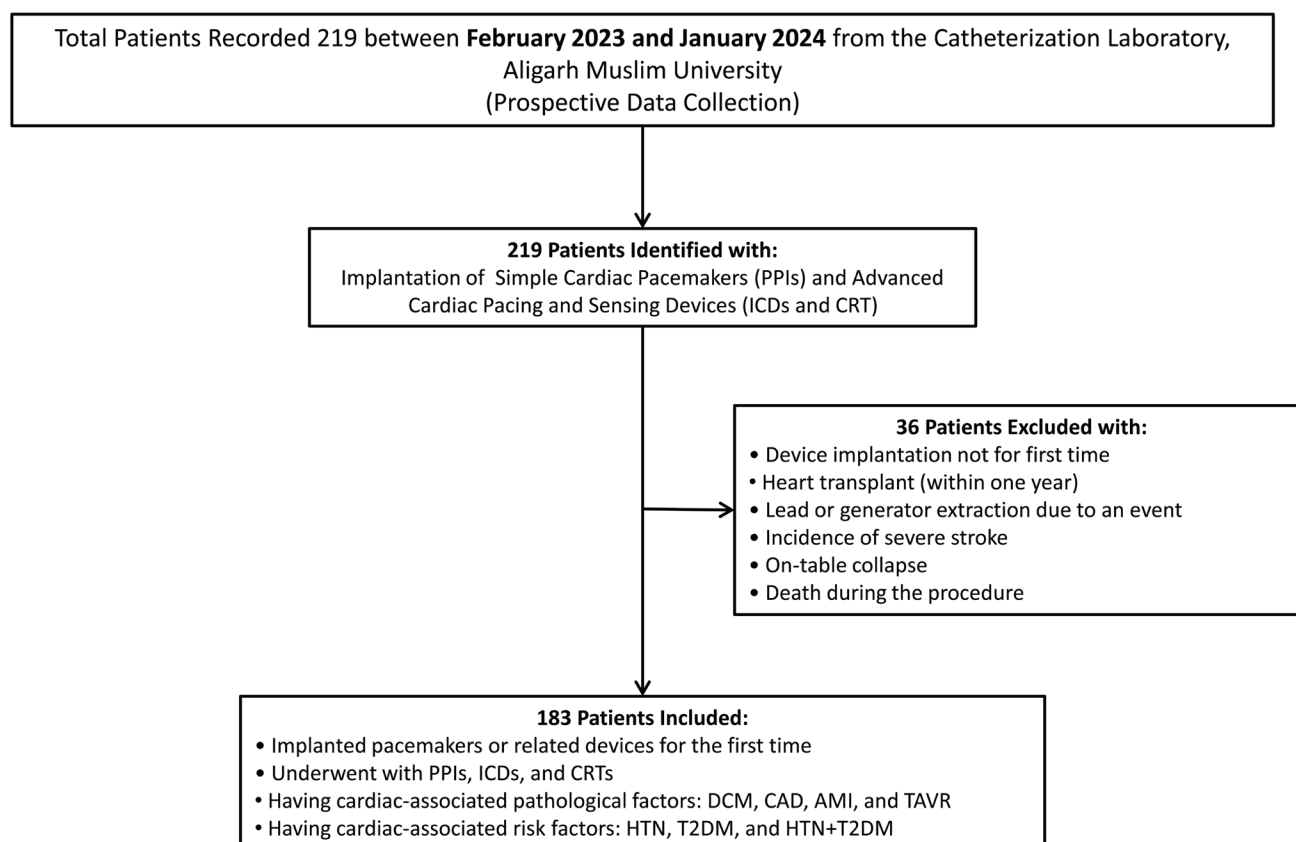 Total Patients Recorded 219 between February 2023 and January 2024 from the Catheterization Laboratory,
Aligarh Muslim University
(Prospective Data Collection)
219 Patients Identified with:
Implantation of Simple Cardiac Pacemakers (PPIs) and Advanced
Cardiac Pacing and Sensing Devices (ICDs and CRT)
36 Patients Excluded with:
• Device implantation not for first time
• Heart transplant (within one year)
• Lead or generator extraction due to an event
• Incidence of severe stroke
• On-table collapse
• Death during the procedure
183 Patients Included:
• Implanted pacemakers or related devices for the first time
• Underwent with PPIs, ICDs, and CRTs
• Having cardiac-associated pathological factors: DCM, CAD, AMI, and TAVR
• Having cardiac-associated risk factors: HTN, T2DM, and HTN+T2DM